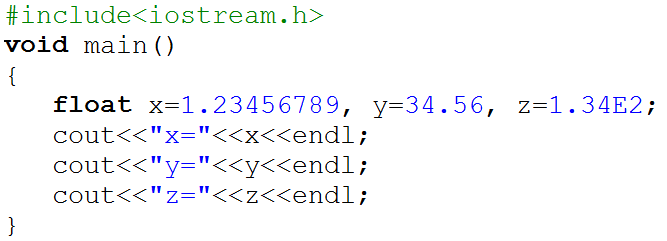 #include<iostream.h>
void main()
{
float x=1.23456789, y=34.56, z=1.34E2;
cout<<"x="<<x<<endl;
cout<<"y="<<y<<endl;
cout<<"z="<<z<<endl;
}